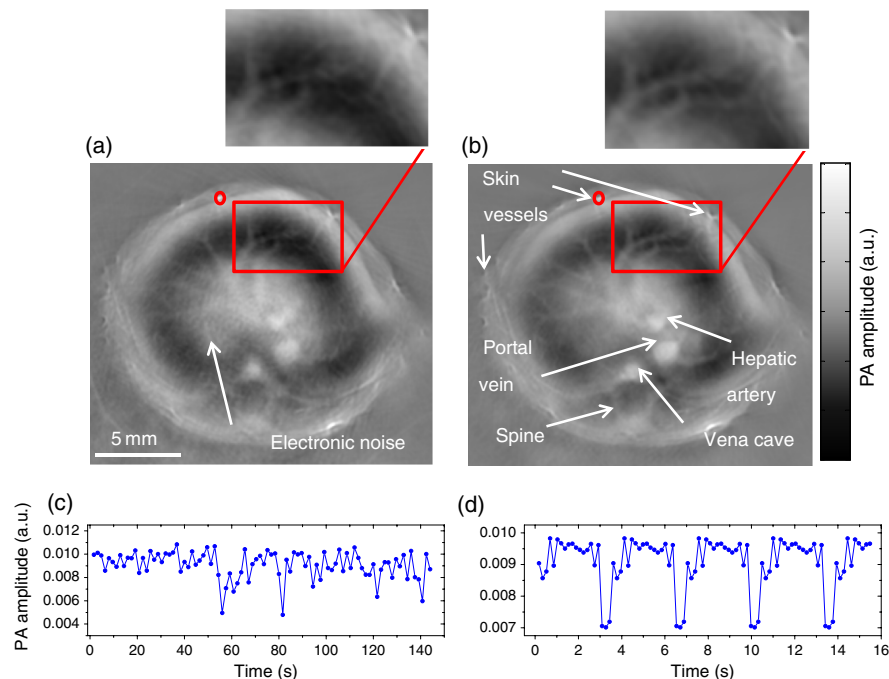 (a)
(b)
Skin
vessels
Portal
vein
Hepatic
artery
Spine
Vena cave
5 mm
Electronic noise
PA amplitude (a.u.)
(c)
(d)
PA amplitude (a.u.)
0.012
0.010
0.008
0.006
0.004
0 20 40 60 80 100 120 140
Time (s)
0.010
0.009
0.008
0.007
0 2 4 6 8 10 12 14 16
Time (s)